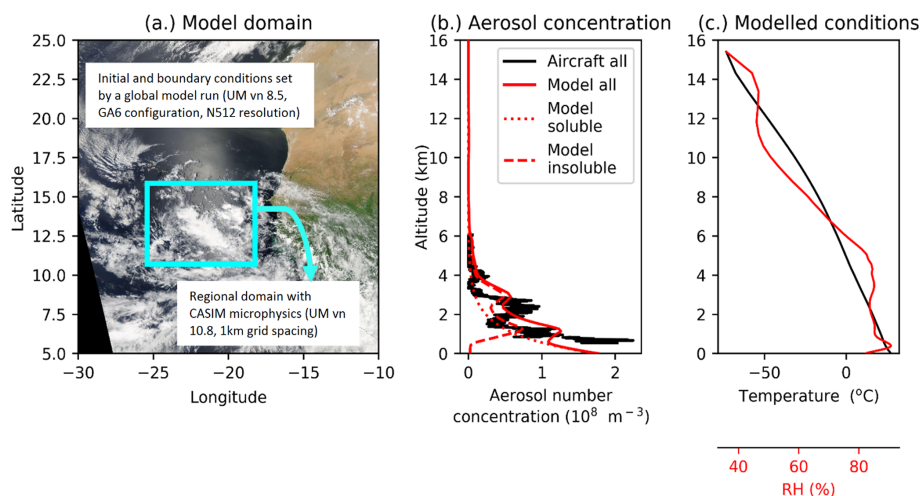 (a.) Model domain
25.0
22.5
20.0
17.5
15.0
12.5
10.0
7.5
5.0
Latitude
−30
−25
−20
−15
−10
Longitude
Initial and boundary conditions set
by a global model run (UM vn 8.5,
GA6 configuration, N512 resolution)
Regional domain with
CASIM microphysics (UM vn
10.8, 1km grid spacing)
(b.) Aerosol concentration
16
14
12
10
8
6
4
2
0
Altitude (km)
Aircraft all
Model all
Model
soluble
Model
insoluble
0
1
2
Aerosol number
concentration (10⁸ m⁻³)
(c.) Modelled conditions
16
14
12
10
8
6
4
2
0
−50
0
Temperature (°C)
40
60
80
RH (%)